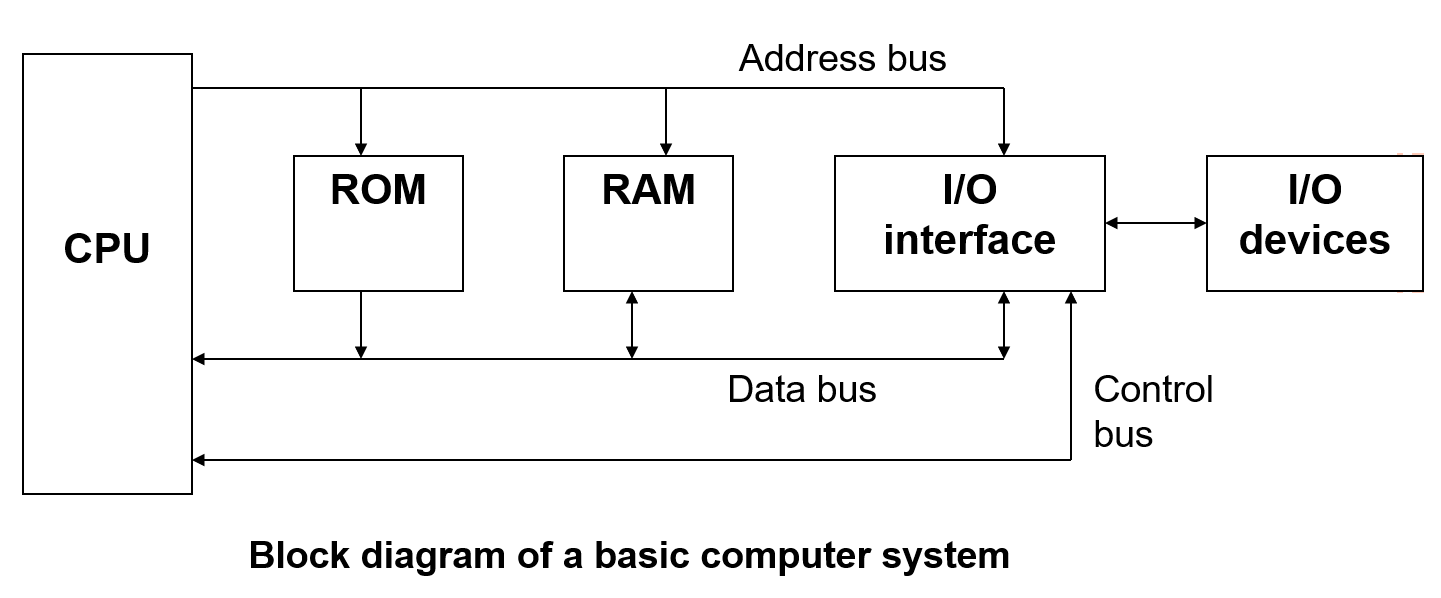 Address bus
CPU
ROM
RAM
I/O
interface
I/O
devices
Data bus
Control
bus
Block diagram of a basic computer system